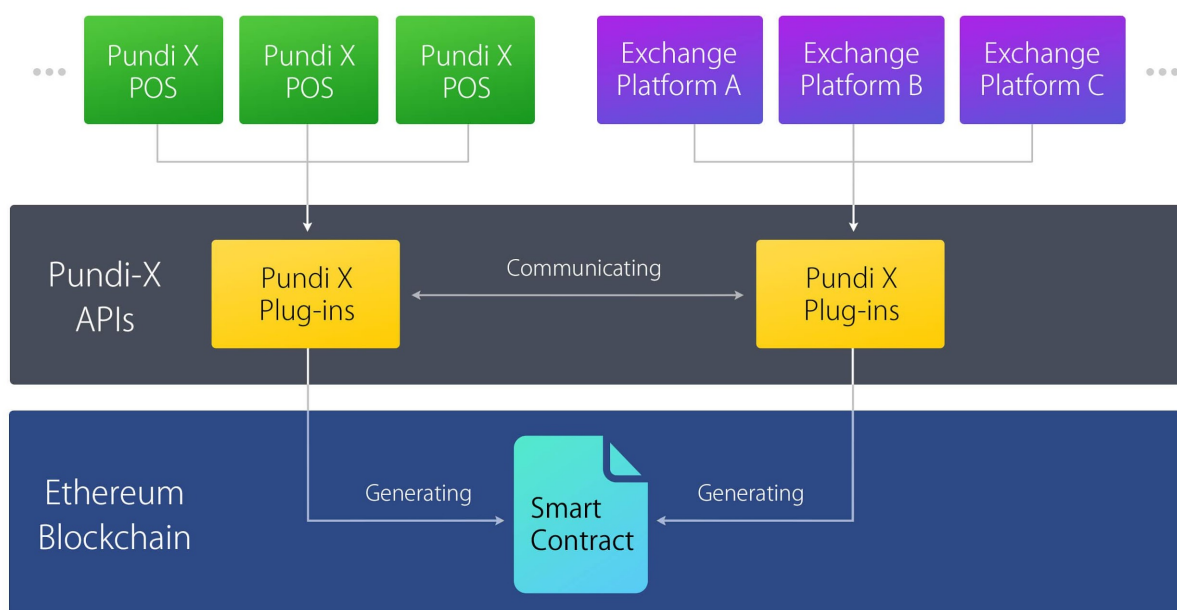 Pundi X
POS
Pundi X
POS
Pundi X
POS
Exchange
Platform A
Exchange
Platform B
Exchange
Platform C
Pundi-X
APIs
Pundi X
Plug-ins
Communicating
Pundi X
Plug-ins
Ethereum
Blockchain
Generating
Smart
Contract
Generating